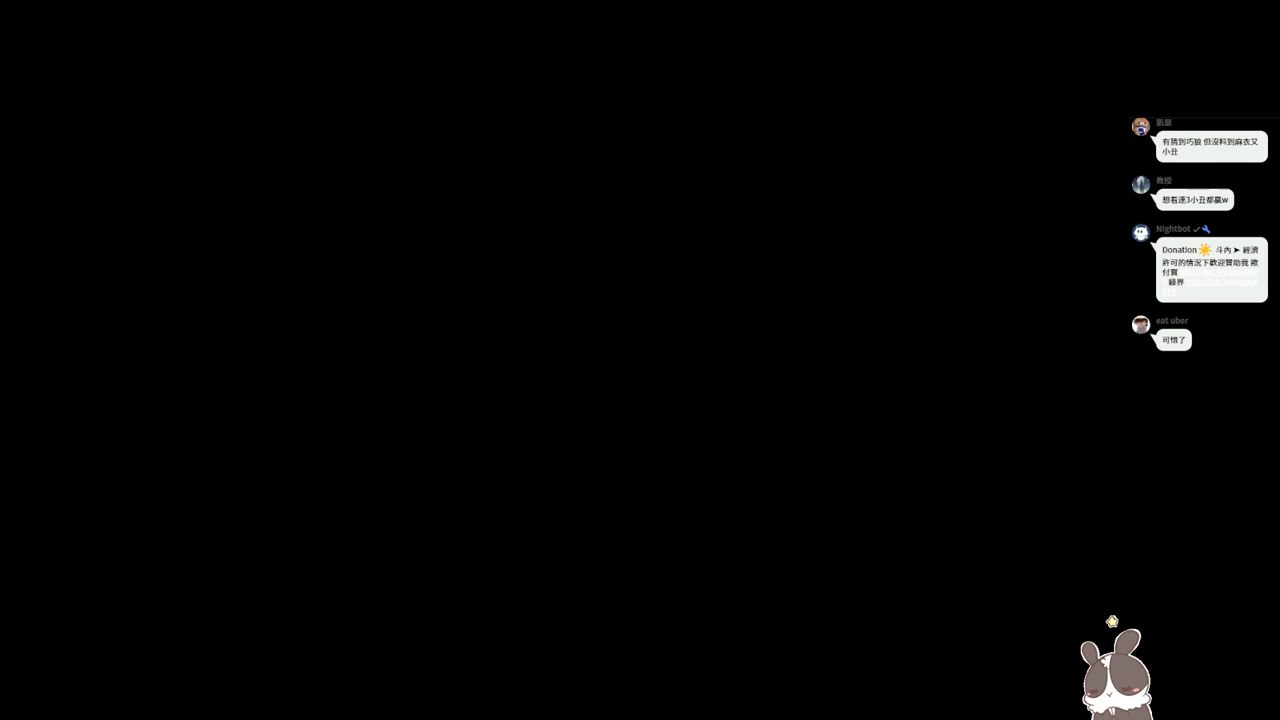 凱瑟
有猜到巧狼 但沒料到麻衣又
小丑
教授
想看連3小丑都贏w
Nightbot
Donation ☀ 斗內 ➤ 經濟
許可的情況下歡迎贊助我 歐
付寶
綠界
eat uber
可惜了